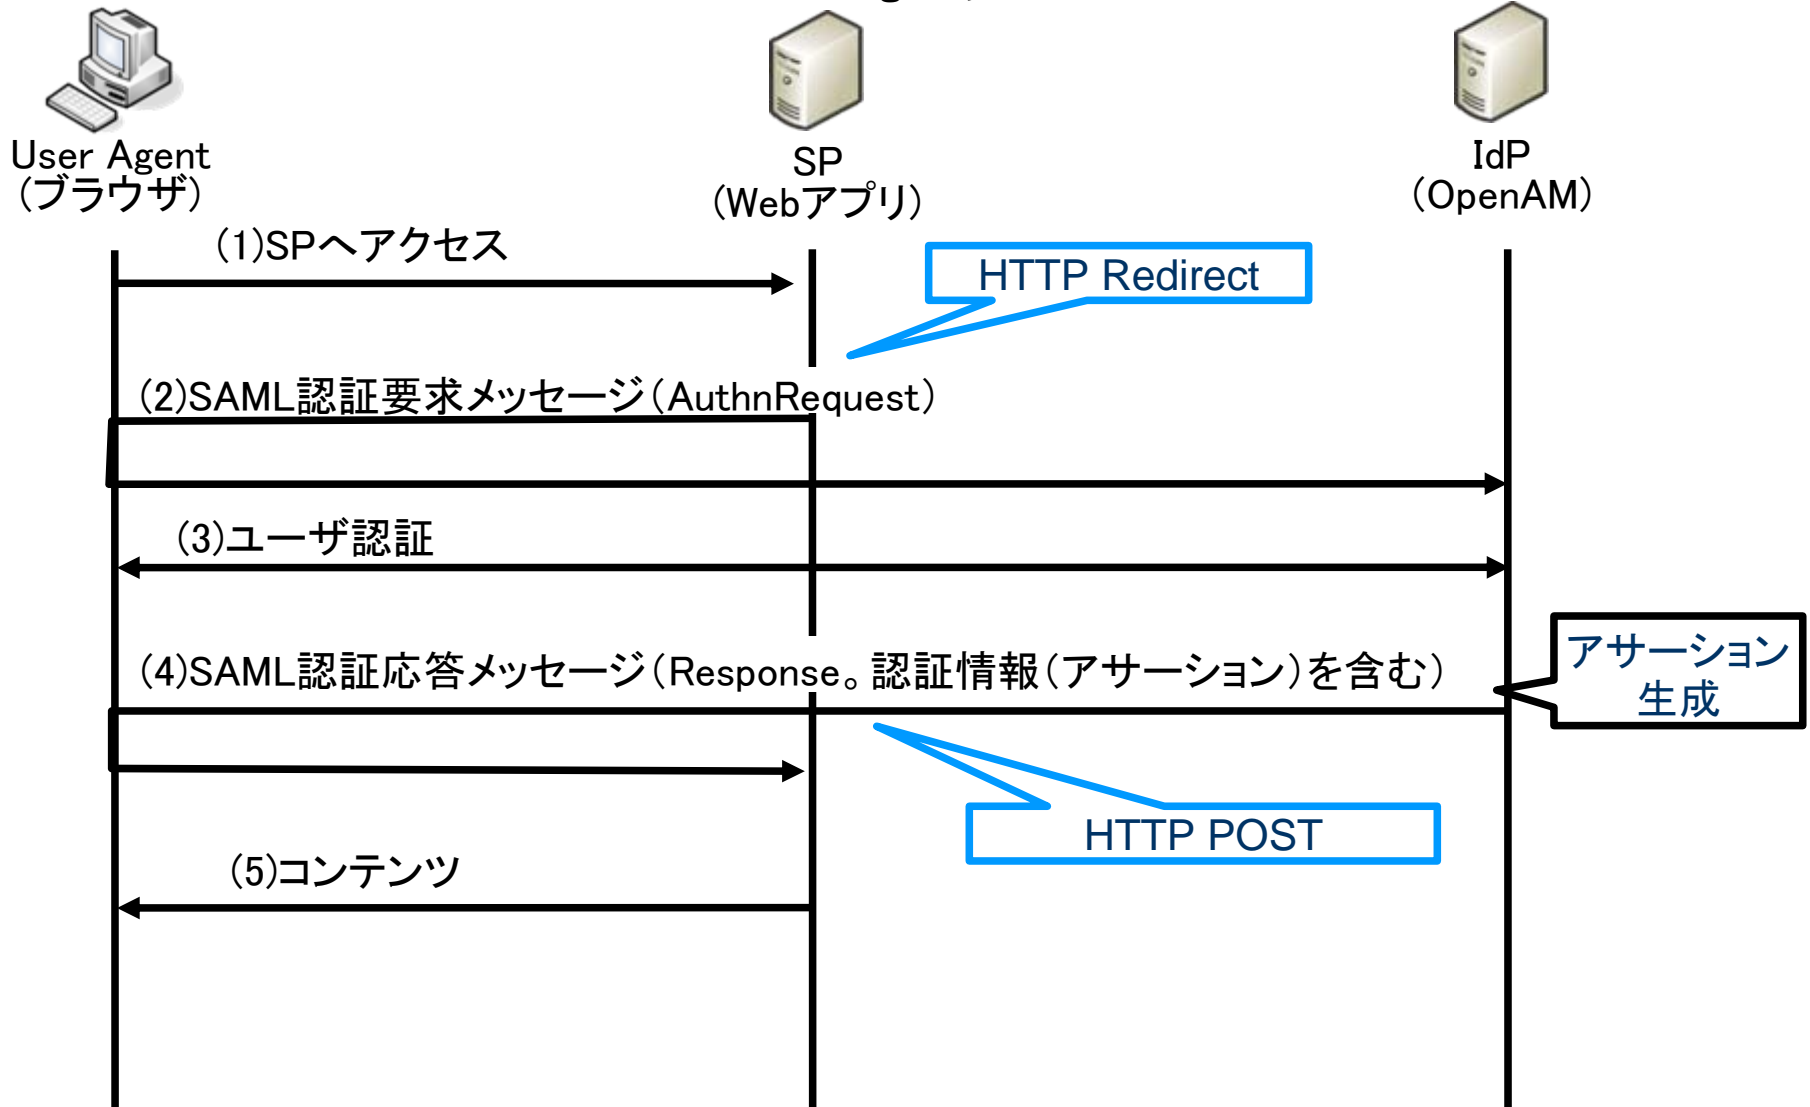 User Agent
(ブラウザ)
SP
(Webアプリ)
IdP
(OpenAM)
(1)SPへアクセス
HTTP Redirect
(2)SAML認証要求メッセージ(AuthnRequest)
(3)ユーザ認証
(4)SAML認証応答メッセージ(Response。認証情報(アサーション)を含む)
アサーション
生成
HTTP POST
(5)コンテンツ